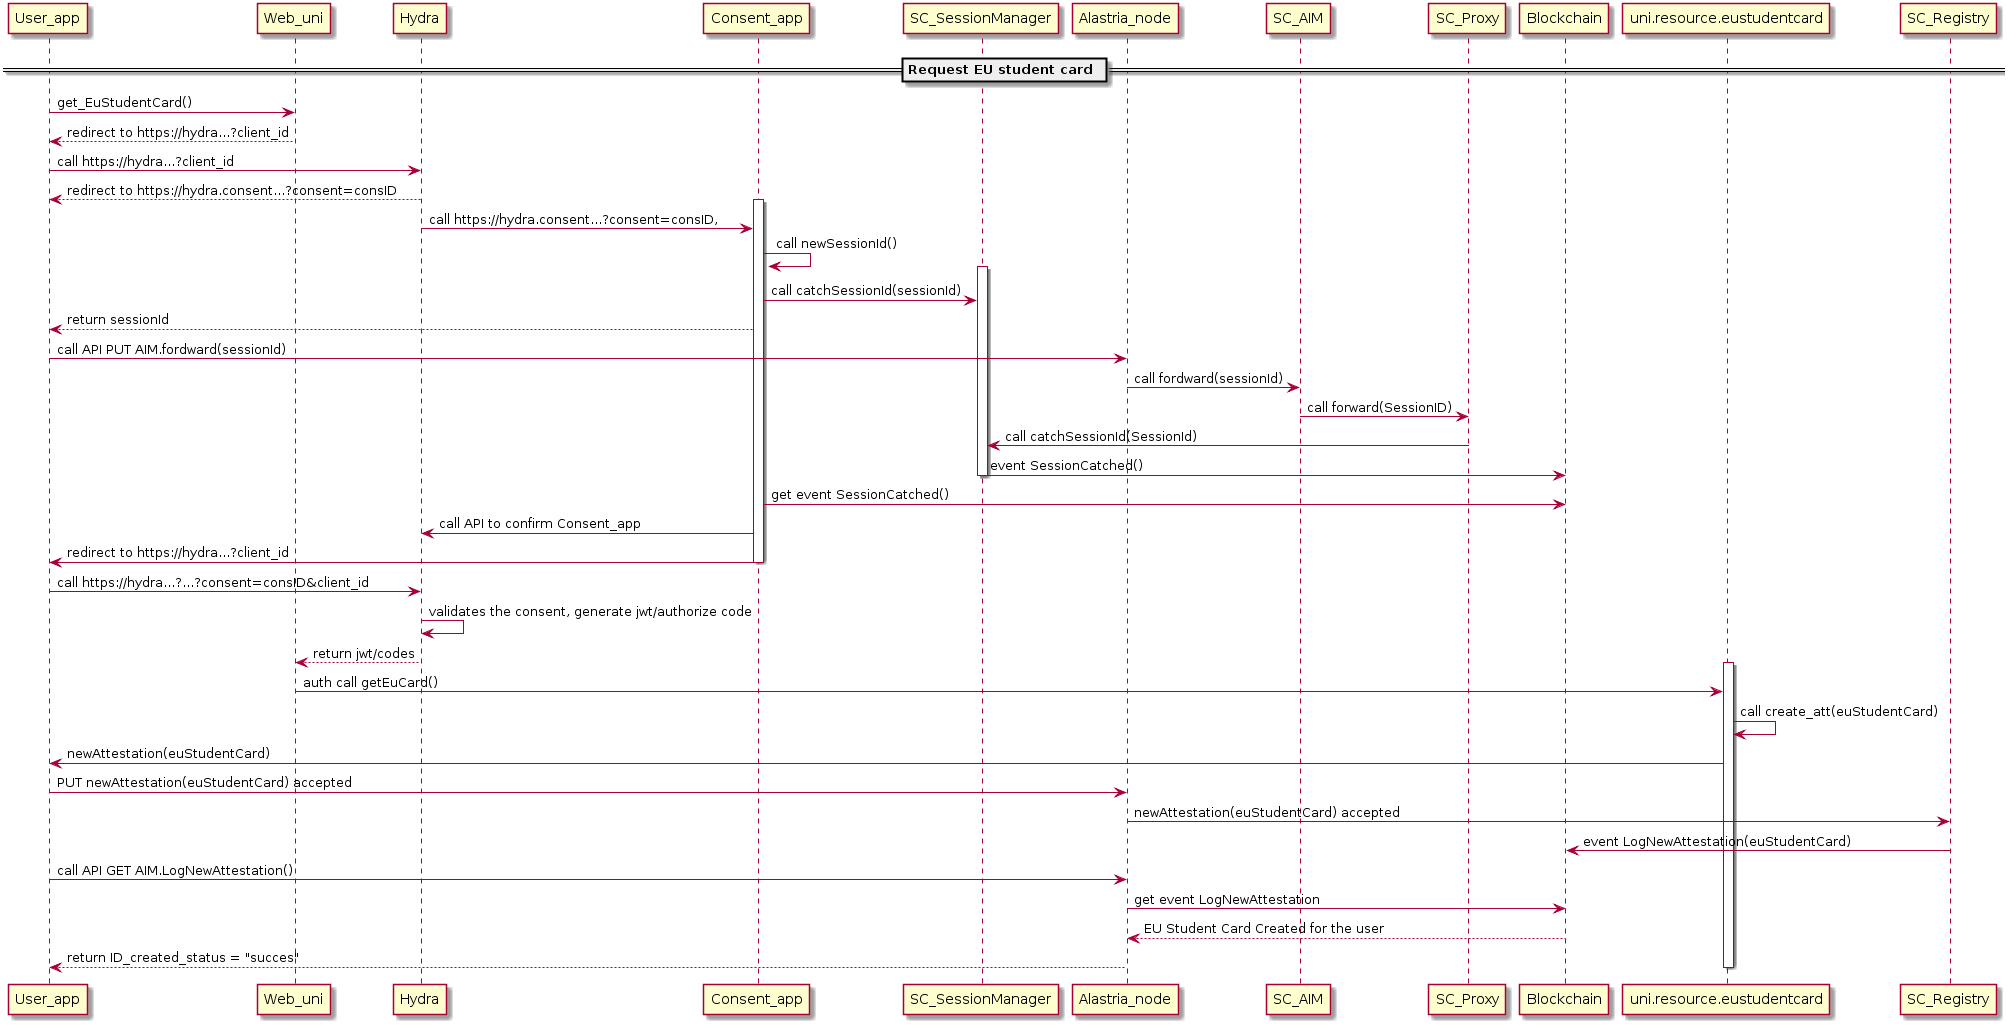 User_app
Web_uni
Hydra
Consent_app
SC_SessionManager
Alastria_node
SC_AIM
SC_Proxy
Blockchain
uni.resource.eustudentcard
SC_Registry
Request EU student card
get_EuStudentCard()
redirect to https://hydra...?client_id
call https://hydra...?client_id
redirect to https://hydra.consent...?consent=consID
call https://hydra.consent...?consent=consID,
call newSessionId()
call catchSessionId(sessionId)
return sessionId
call API PUT AIM.fordward(sessionId)
call fordward(sessionId)
call forward(SessionID)
call catchSessionId(SessionId)
event SessionCatched()
get event SessionCatched()
call API to confirm Consent_app
redirect to https://hydra...?client_id
call https://hydra...?...?consent=consID&client_id
validates the consent, generate jwt/authorize code
return jwt/codes
auth call getEuCard()
call create_att(euStudentCard)
newAttestation(euStudentCard)
PUT newAttestation(euStudentCard) accepted
newAttestation(euStudentCard) accepted
event LogNewAttestation(euStudentCard)
call API GET AIM.LogNewAttestation()
get event LogNewAttestation
EU Student Card Created for the user
return ID_created_status = "succes"
User_app
Web_uni
Hydra
Consent_app
SC_SessionManager
Alastria_node
SC_AIM
SC_Proxy
Blockchain
uni.resource.eustudentcard
SC_Registry